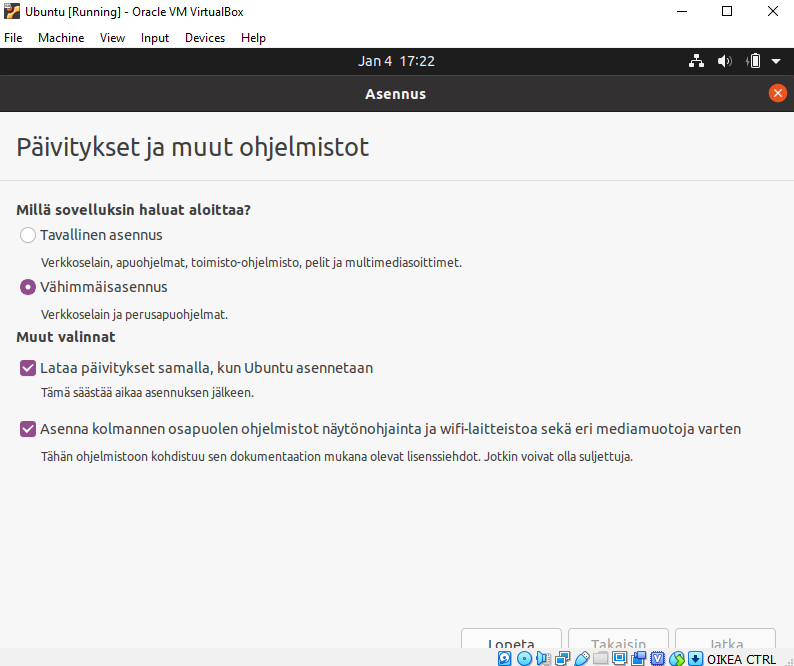 Ubuntu [Running] - Oracle VM VirtualBox
File Machine View Input Devices Help
Jan 4 17:22
Asennus
Päivitykset ja muut ohjelmistot
Millä sovelluksin haluat aloittaa?
Tavallinen asennus
Verkkoselain, apuohjelmat, toimisto-ohjelmisto, pelit ja multimediasoittimet.
Vähimmäisasennus
Verkkoselain ja perusapuohjelmat.
Muut valinnat
Lataa päivitykset samalla, kun Ubuntu asennetaan
Tämä säästää aikaa asennuksen jälkeen.
Asenna kolmannen osapuolen ohjelmistot näytönohjainta ja wifi-laitteistoa sekä eri mediamuotoja varten
Tähän ohjelmistoon kohdistuu sen dokumentaation mukana olevat lisenssiehdot. Jotkin voivat olla suljettuja.
Lopeta Takaisin Jatka
OIKEA CTRL